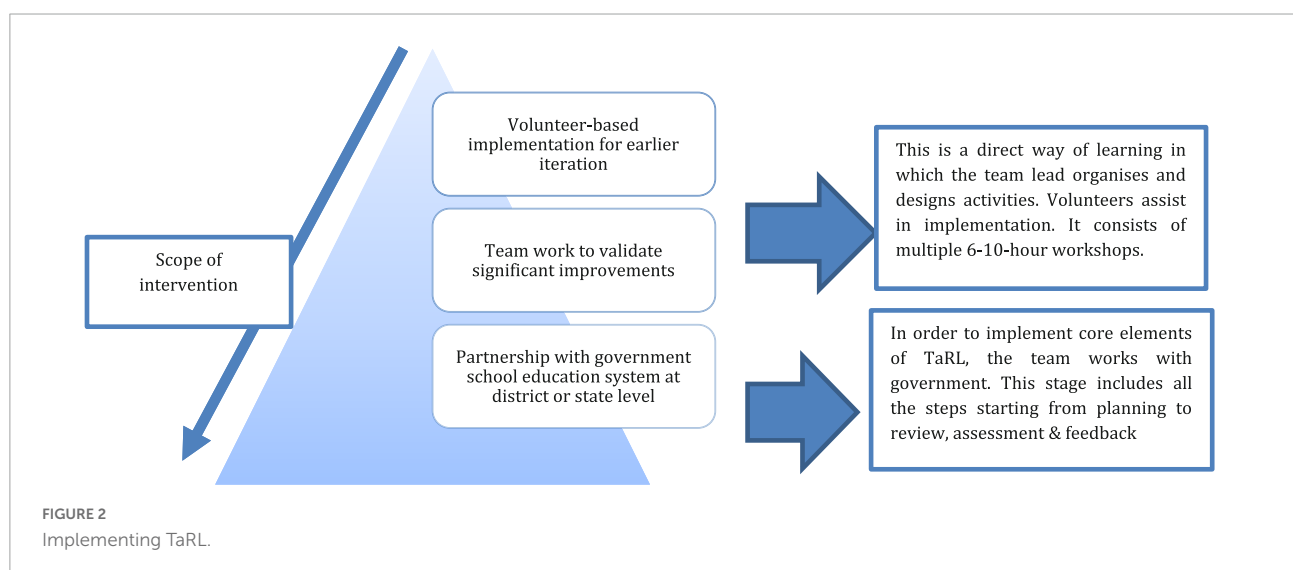 Volunteer-based
implementation for earlier
iteration
This is a direct way of learning in
which the team lead organises and
designs activities. Volunteers assist
in implementation. It consists of
multiple 6-10-hour workshops.
Scope of
intervention
Team work to validate
significant improvements
Partnership with government
school education system at
district or state level
In order to implement core elements
of TaRL, the team works with
government. This stage includes all
the steps starting from planning to
review, assessment & feedback
FIGURE 2
Implementing TaRL.